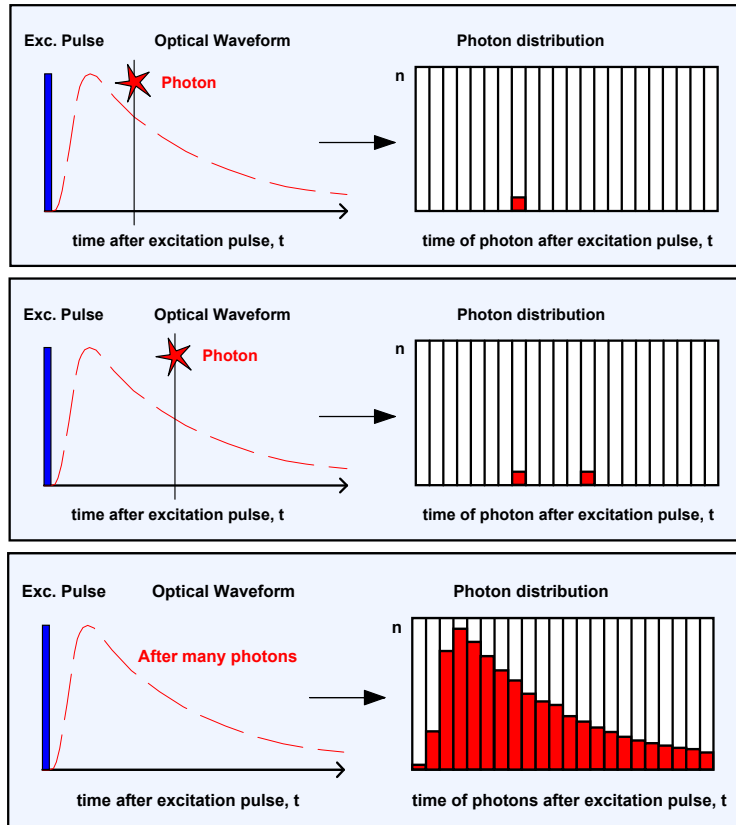 Exc. Pulse Optical Waveform Photon distribution
n
Photon
time after excitation pulse, t time of photon after excitation pulse, t
Exc. Pulse Optical Waveform Photon distribution
n
Photon
time after excitation pulse, t time of photon after excitation pulse, t
Exc. Pulse Optical Waveform Photon distribution
n
After many photons
time after excitation pulse, t time of photons after excitation pulse, t